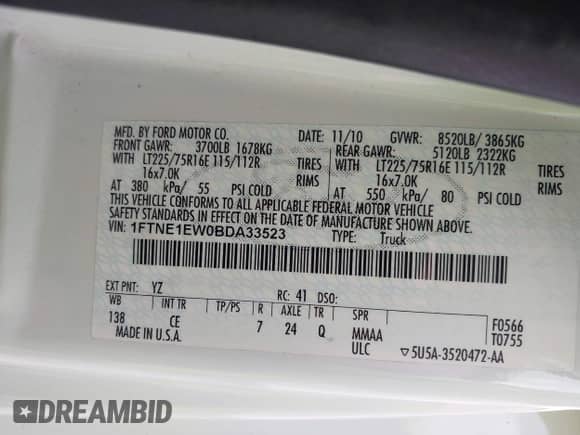 MFD. BY FORD MOTOR CO. DATE: 11/10 GVWR: 8520LB/ 3865KG
FRONT GAWR: 3700LB 1678KG REAR GAWR: 5120LB 2322KG
WITH LT225/75R16E 115/112R TIRES WITH LT225/75R16E 115/112R TIRES
16x7.0K RIMS 16x7.0K RIMS
AT 380 kPa/ 55 PSI COLD AT 550 kPa/ 80 PSI COLD
THIS VEHICLE CONFORMS TO ALL APPLICABLE FEDERAL MOTOR VEHICLE
SAFETY STANDARDS IN EFFECT ON THE DATE OF MANUFACTURE SHOWN ABOVE.
VIN: 1FTNE1EW0BDA33523 TYPE: Truck
EXT PNT: YZ RC: 41 DSO:
WB INT TR TP/PS R AXLE TR SPR F0566
138 CE 7 24 Q MMAA T0755
MADE IN U.S.A. ULC ▽5U5A-3520472-AA
DREAMBID